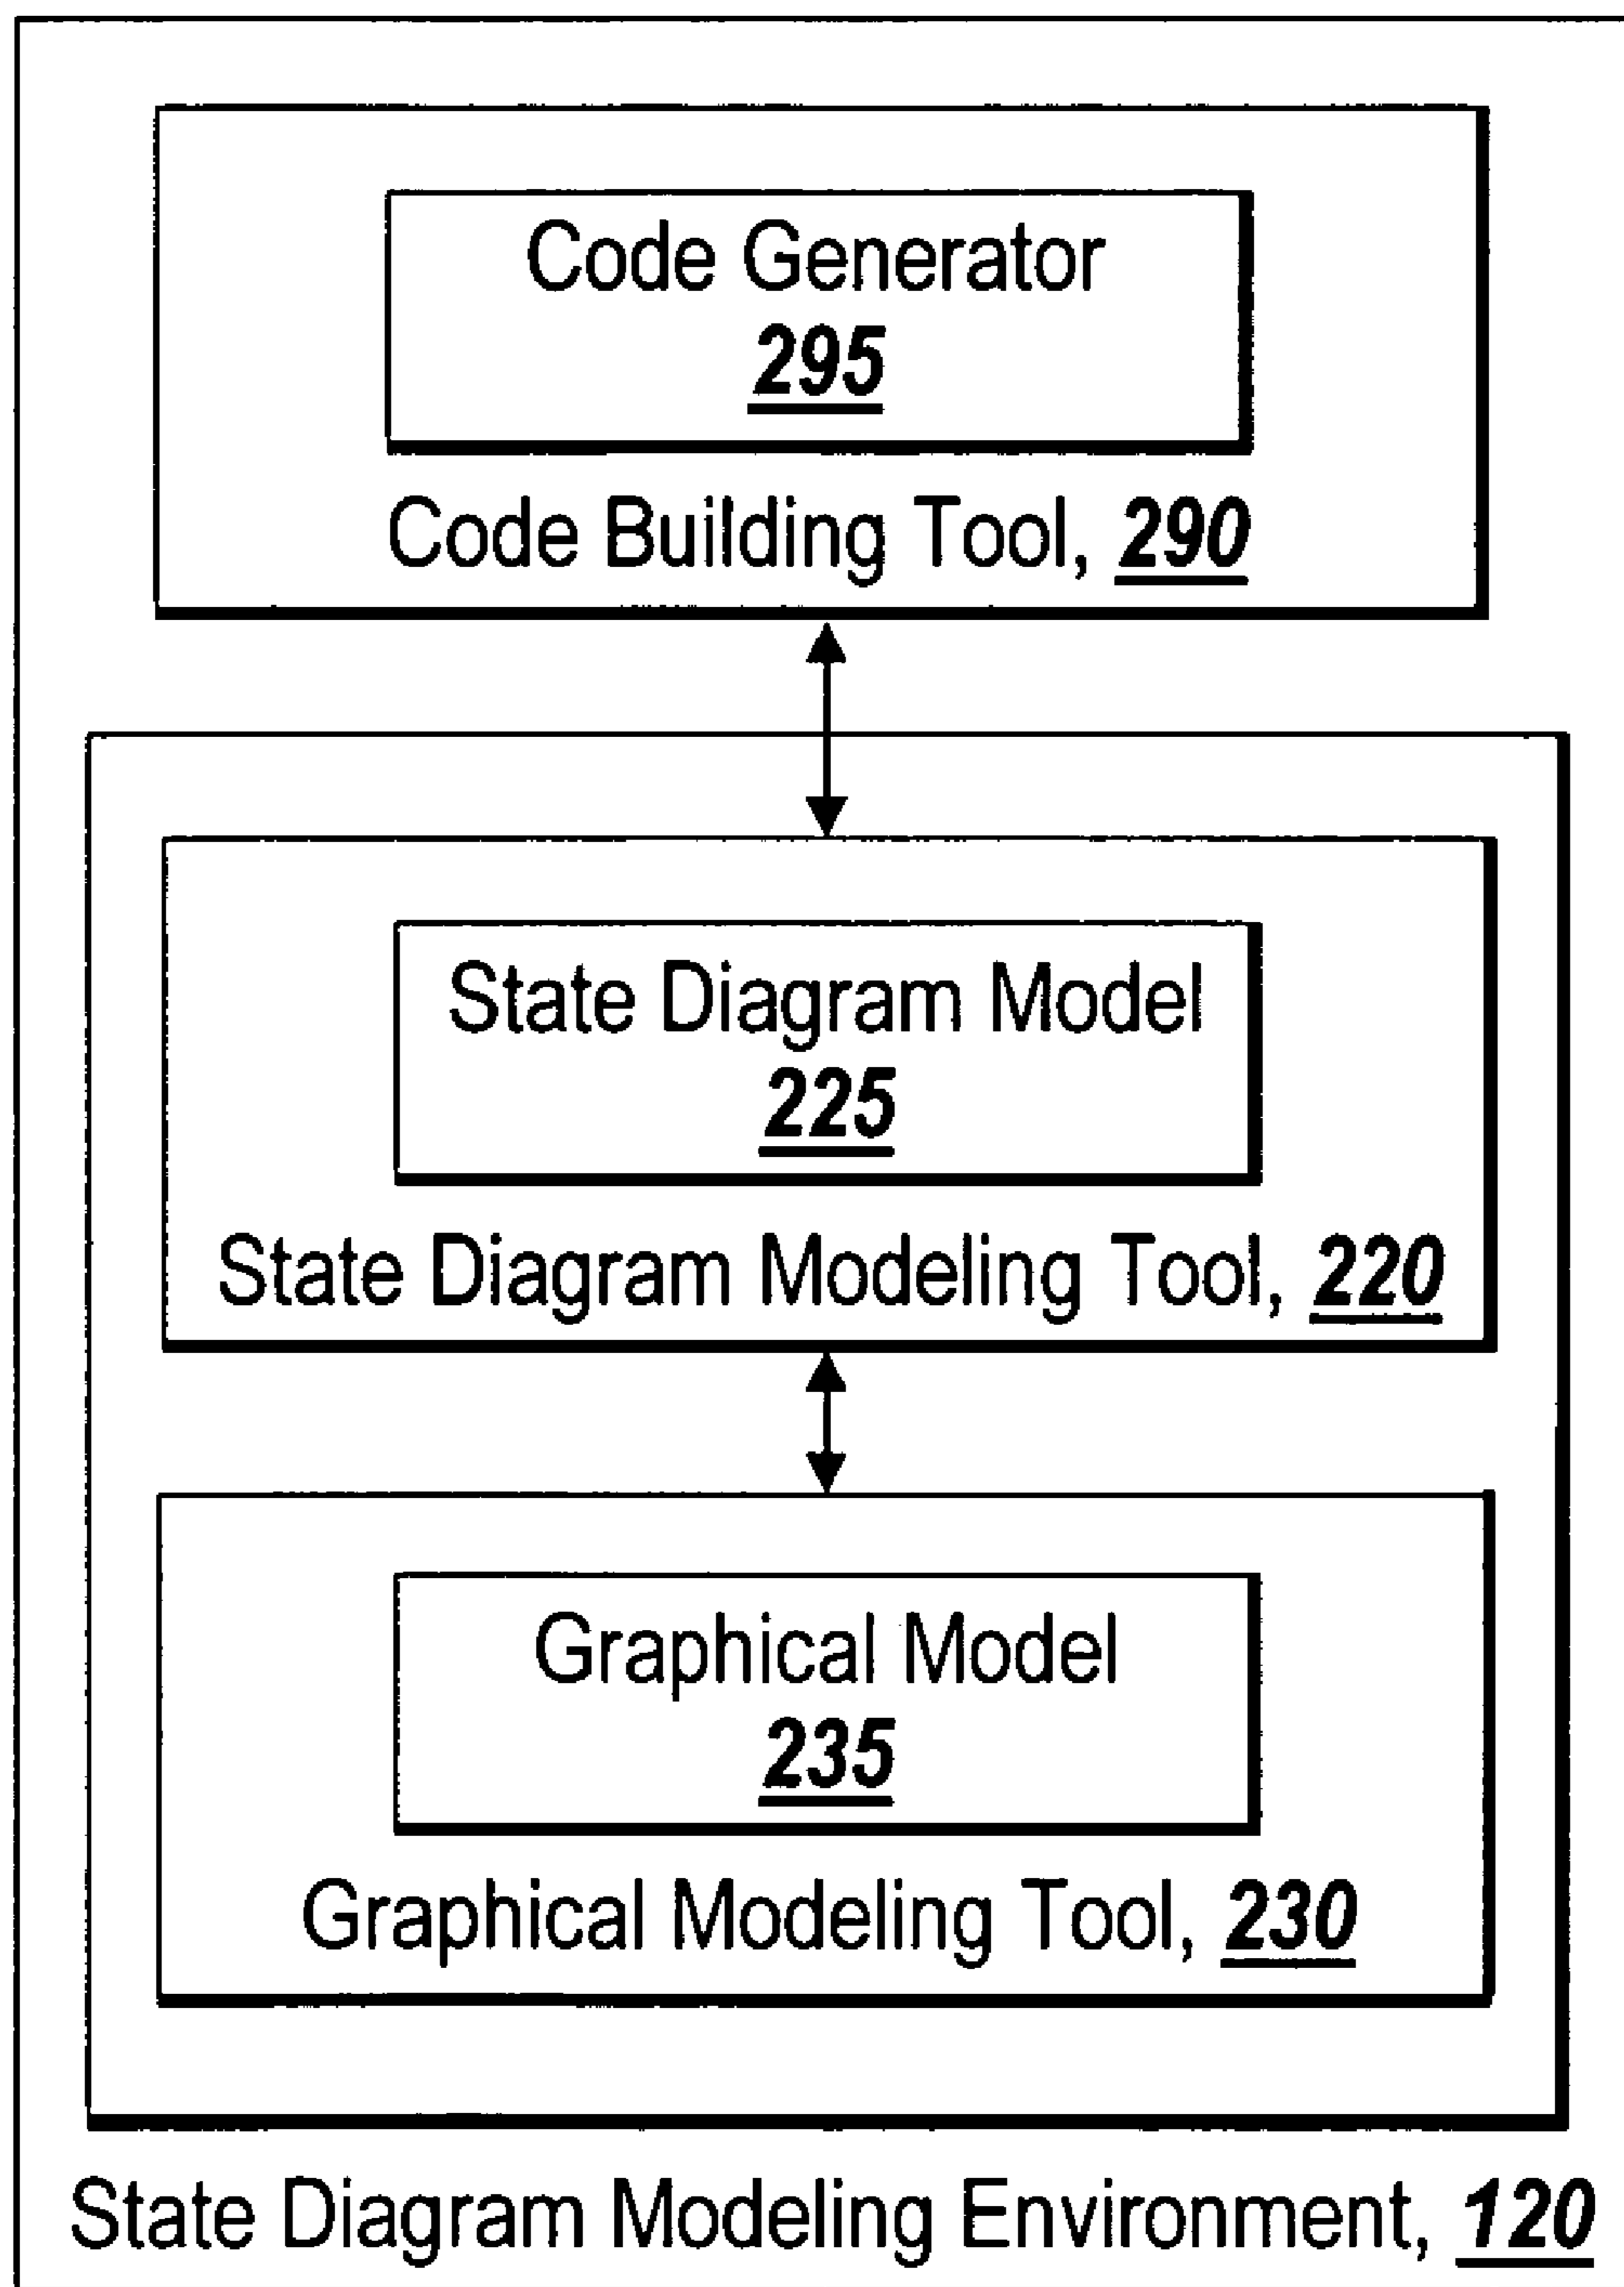 Code Generator
295
Code Building Tool, 290
State Diagram Model
225
State Diagram Modeling Tool, 220
Graphical Model
235
Graphical Modeling Tool, 230
State Diagram Modeling Environment, 120